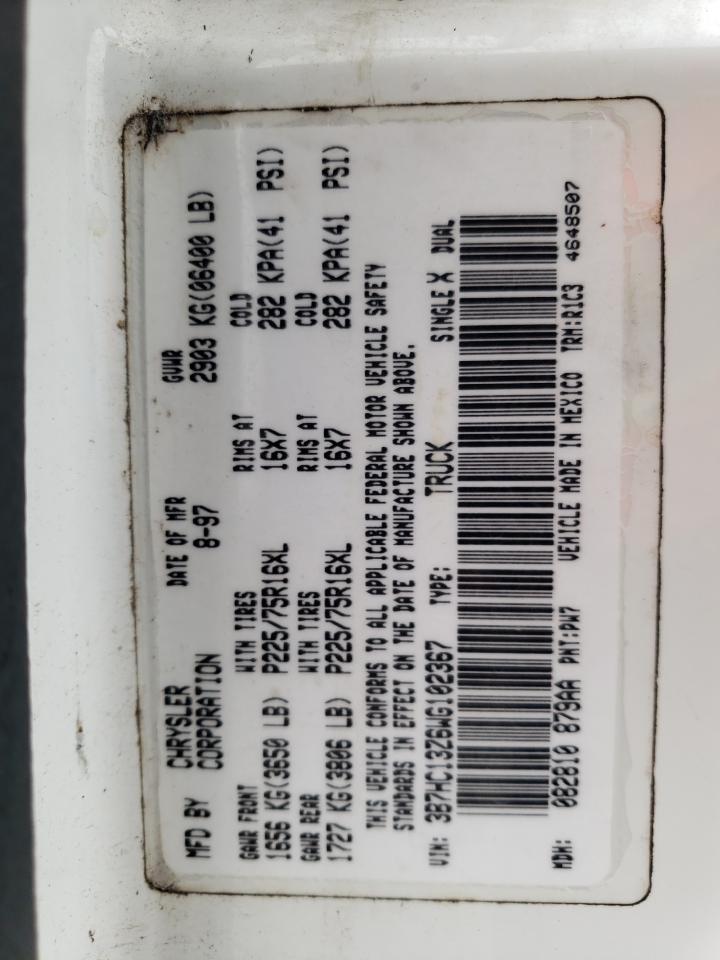 MFD BY CHRYSLER CORPORATION DATE OF MFR 8-97 GVWR 2903 KG(06400 LB)
GAWR FRONT WITH TIRES RIMS AT COLD
1656 KG(3650 LB) P225/75R16XL 16X7 282 KPA(41 PSI)
GAWR REAR WITH TIRES RIMS AT COLD
1727 KG(3806 LB) P225/75R16XL 16X7 282 KPA(41 PSI)
THIS VEHICLE CONFORMS TO ALL APPLICABLE FEDERAL MOTOR VEHICLE SAFETY
STANDARDS IN EFFECT ON THE DATE OF MANUFACTURE SHOWN ABOVE.
VIN: 3B7HC13Z6WG102367 TYPE: TRUCK SINGLE X DUAL
MDH: 082810 879AA PNT:PW7 VEHICLE MADE IN MEXICO TRM:R1C3 4648507